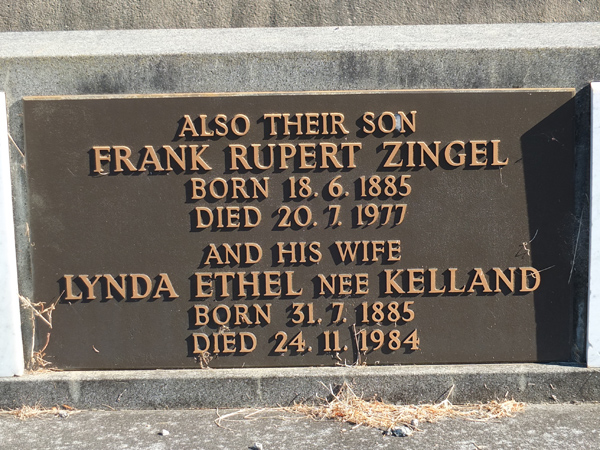 ALSO THEIR SON
FRANK RUPERT ZINGEL
BORN 18.6.1885
DIED 20.7.1977
AND HIS WIFE
LYNDA ETHEL NEE KELLAND
BORN 31.7.1885
DIED 24.11.1984